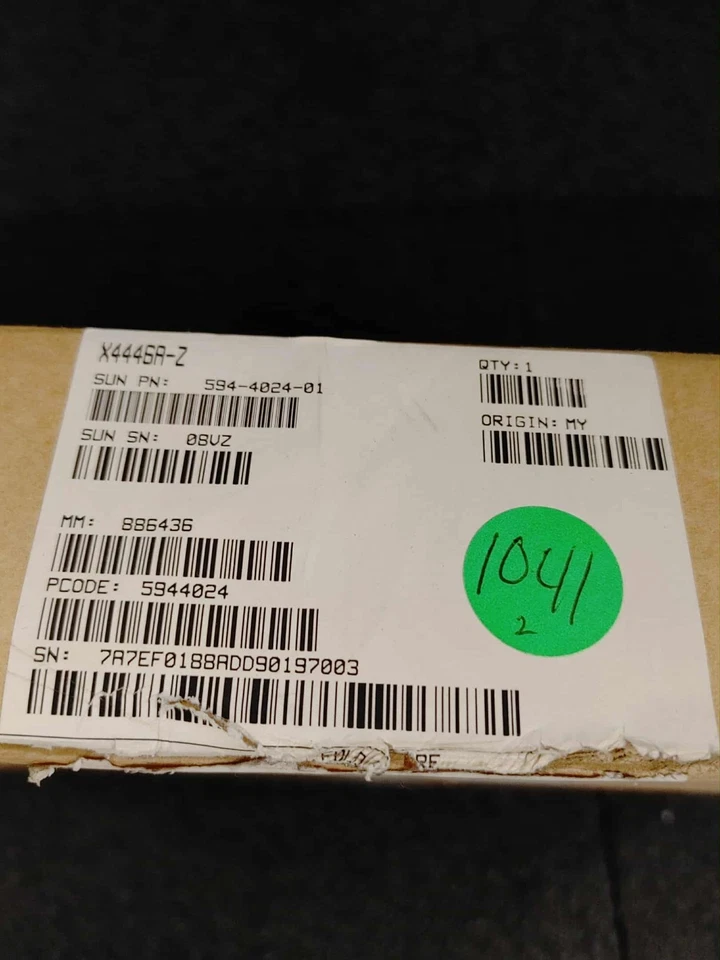 X4446A-Z
SUN PN: 594-4024-01
SUN SN: 08VZ
MM: 886436
PCODE: 5944024
SN: 7A7EF0188ADD90197003
QTY: 1
ORIGIN: MY
1041
2